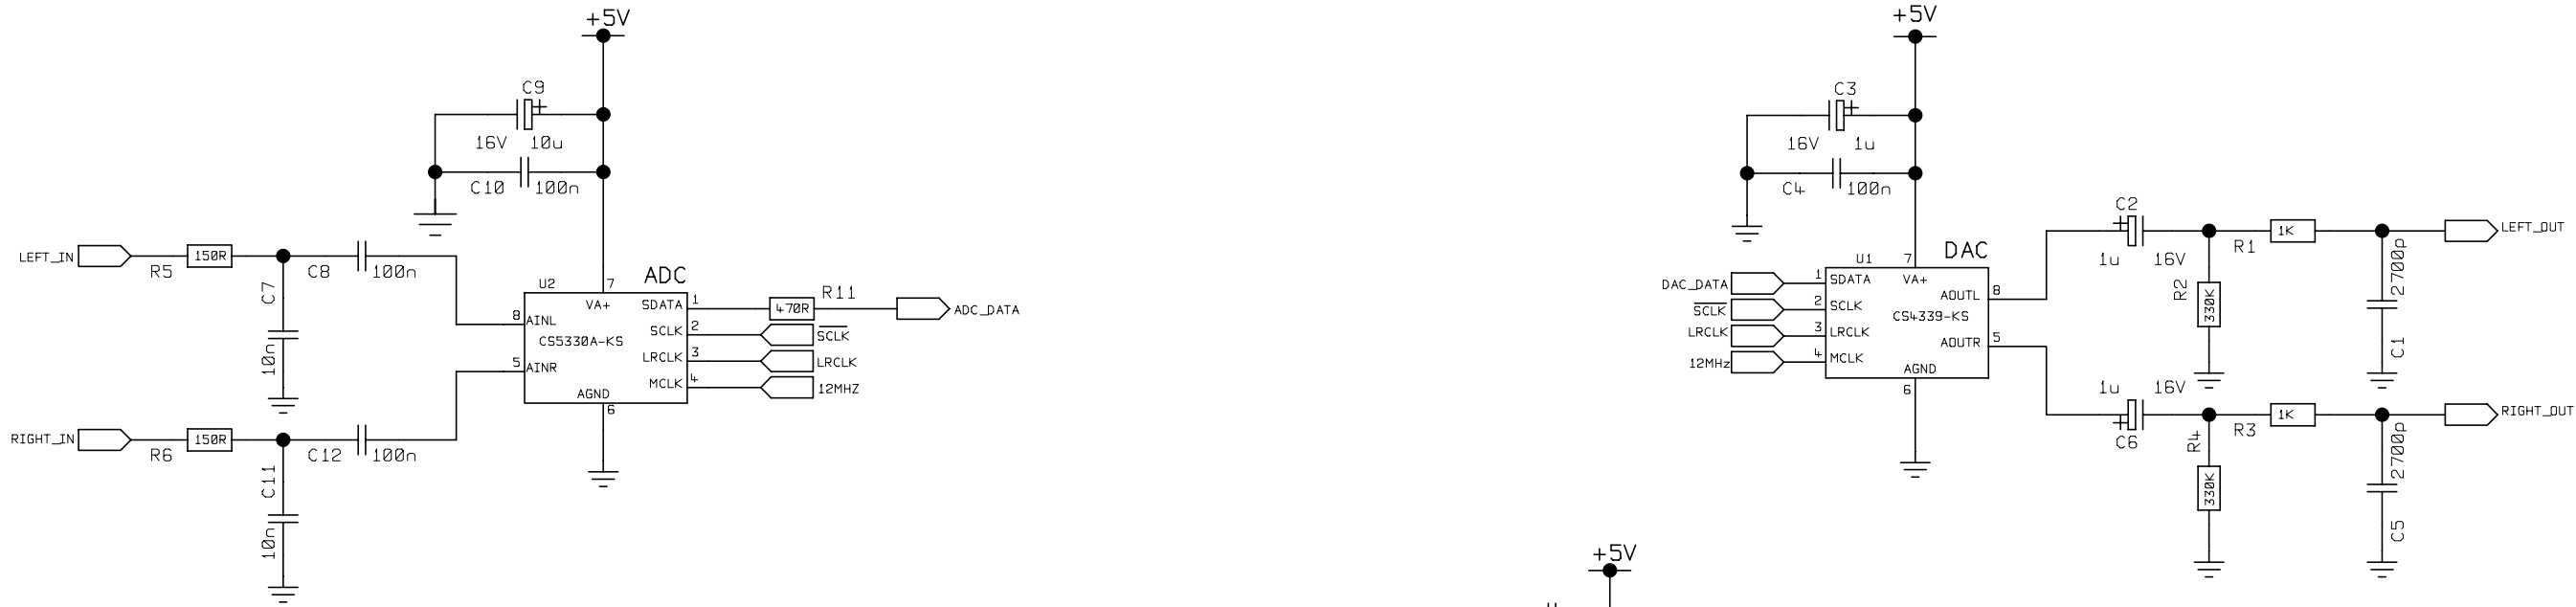 +5V
C9
16V 10u
C10 100n
LEFT_IN
R5
150R
C8
100n
C7
10n
RIGHT_IN
R6
150R
C12
100n
C11
10n
U2
7
ADC
VA+
SDATA
1
8
AINL
SCLK
2
CS5330A-KS
5
AINR
LRCLK
3
MCLK
4
AGND
6
470R
R11
ADC_DATA
SCLK
LRCLK
12MHZ
+5V
C3
16V 1u
C4 100n
U1
7
DAC
DAC_DATA
1
SDATA
VA+
SCLK
2
SCLK
AOUTL
8
CS4339-KS
LRCLK
3
LRCLK
AOUTR
5
12MHz
4
MCLK
AGND
6
C2
1u 16V
R2
330K
R1
1K
2700p
C1
LEFT_OUT
1u 16V
C6
R4
330K
R3
1K
2700p
C5
RIGHT_OUT
+5V